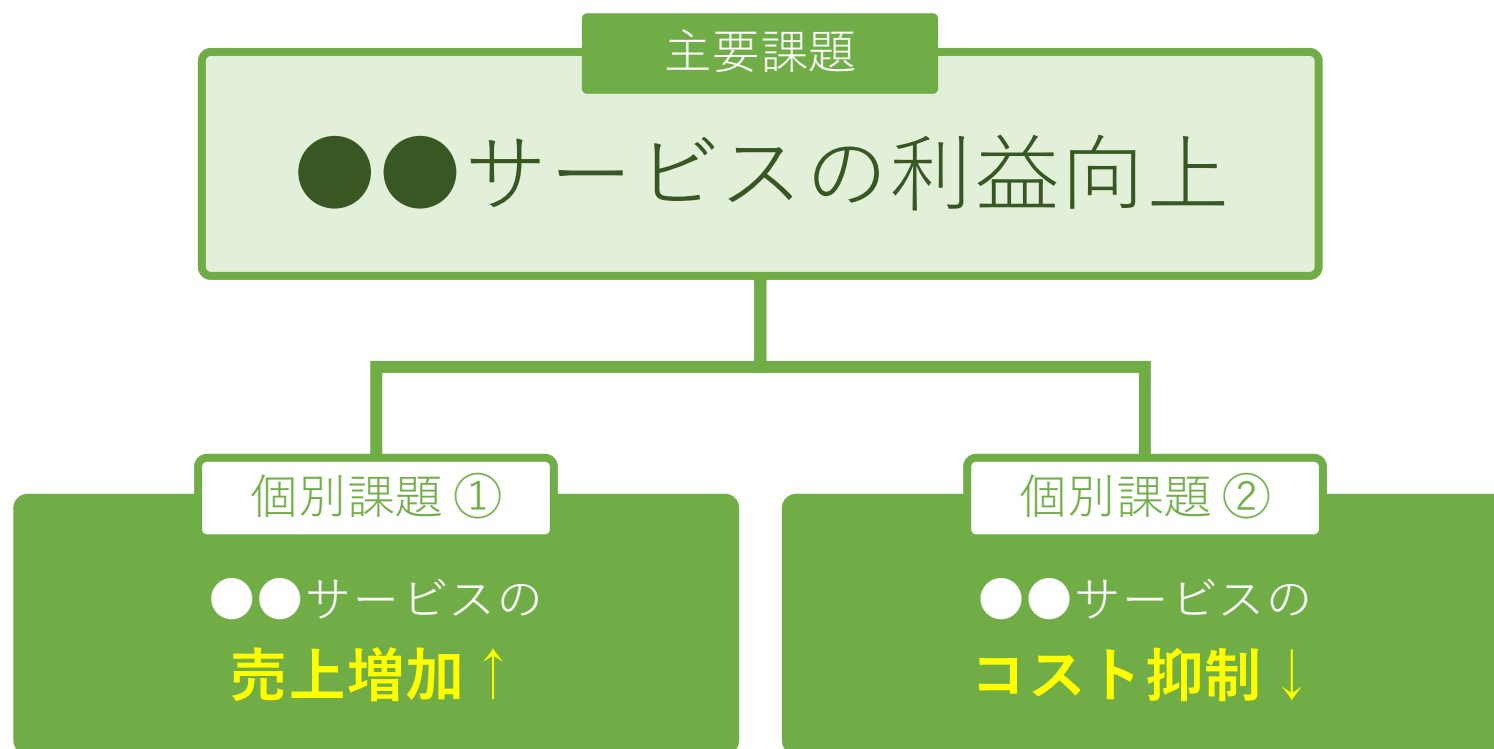 主要課題
●●サービスの利益向上
個別課題 ①
●●サービスの
売上増加↑
個別課題 ②
●●サービスの
コスト抑制↓